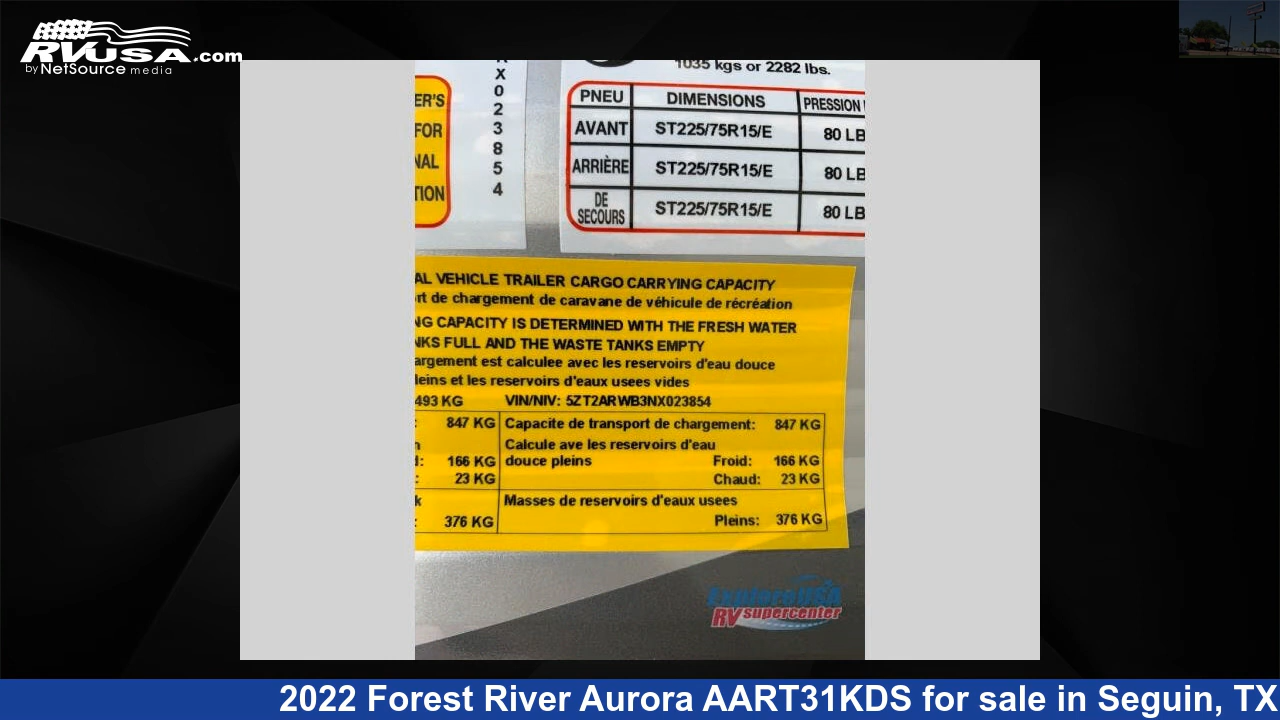 RVUSA.com
by NetSource media
X
0
2
3
8
5
4
ER'S
FOR
NAL
TION
1035 kgs or 2282 lbs.
PNEU DIMENSIONS PRESSION
AVANT ST225/75R15/E 80 LB
ARRIÈRE ST225/75R15/E 80 LB
DE SECOURS ST225/75R15/E 80 LB
AL VEHICLE TRAILER CARGO CARRYING CAPACITY
rt de chargement de caravane de véhicule de récréation
NG CAPACITY IS DETERMINED WITH THE FRESH WATER
NKS FULL AND THE WASTE TANKS EMPTY
argement est calculee avec les reservoirs d'eau douce
leins et les reservoirs d'eaux usees vides
493 KG VIN/NIV: 5ZT2ARWB3NX023854
: 847 KG Capacite de transport de chargement: 847 KG
Calcule ave les reservoirs d'eau
: 166 KG douce pleins Froid: 166 KG
: 23 KG Chaud: 23 KG
k Masses de reservoirs d'eaux usees
: 376 KG Pleins: 376 KG
ExploreUSA
RV supercenter
2022 Forest River Aurora AART31KDS for sale in Seguin, TX